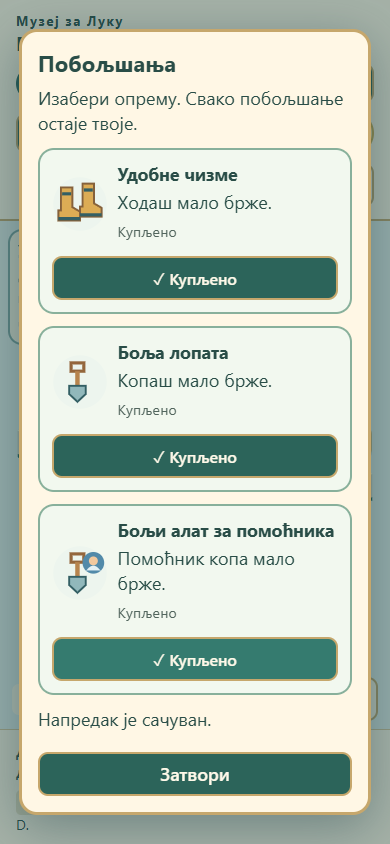 Музеј за Луку
Побољшања
Изабери опрему. Свако побољшање
остаје твоје.
Удобне чизме
Ходаш мало брже.
Купљено
✓ Купљено
Боља лопата
Копаш мало брже.
Купљено
✓ Купљено
Бољи алат за помоћника
Помоћник копа мало
брже.
Купљено
✓ Купљено
Напредак је сачуван.
Затвори
D.